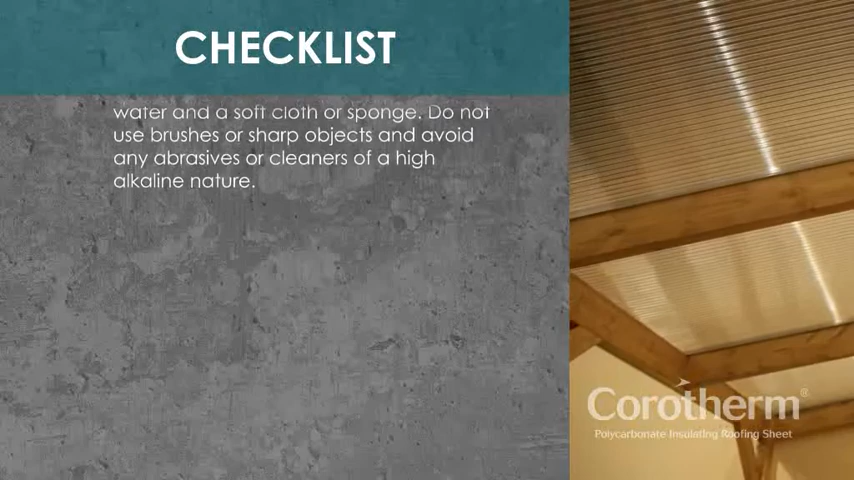 CHECKLIST
water and a soft cloth or sponge. Do not
use brushes or sharp objects and avoid
any abrasives or cleaners of a high
alkaline nature.
Corotherm®
Polycarbonate Insulating Roofing Sheet